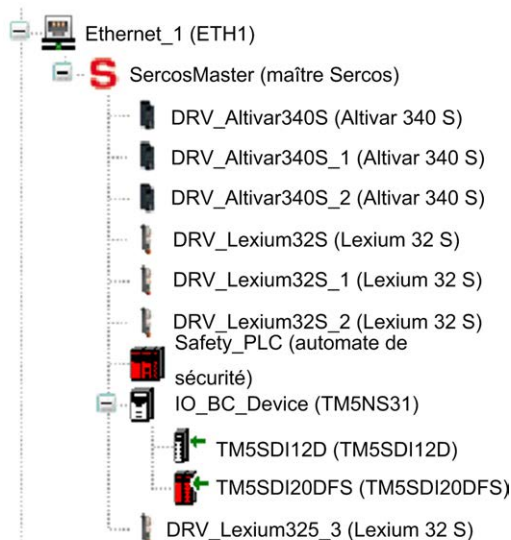 Ethernet_1 (ETH1)
SercosMaster (maître Sercos)
DRV_Altivar340S (Altivar 340 S)
DRV_Altivar340S_1 (Altivar 340 S)
DRV_Altivar340S_2 (Altivar 340 S)
DRV_Lexium32S (Lexium 32 S)
DRV_Lexium32S_1 (Lexium 32 S)
DRV_Lexium32S_2 (Lexium 32 S)
Safety_PLC (automate de
sécurité)
IO_BC_Device (TM5NS31)
TM5SDI12D (TM5SDI12D)
TM5SDI20DFS (TM5SDI20DFS)
DRV_Lexium325_3 (Lexium 32 S)